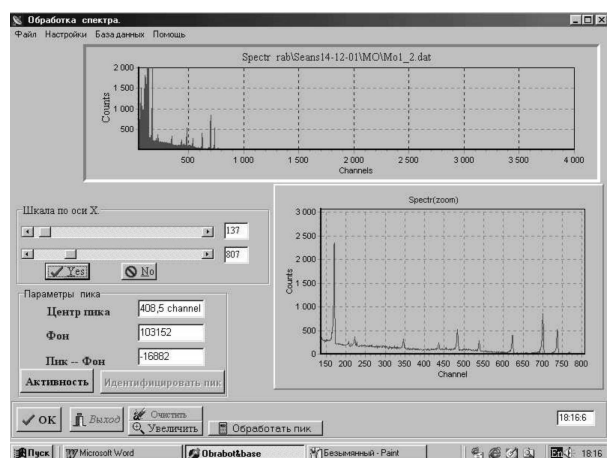 Обработка спектра.
Файл Настройки База данных Помощь
Spectr rab\Seans14-12-01\MO\Mo1_2.dat
Counts
2 000
1 500
1 000
500
500 1 000 1 500 2 000 2 500 3 000 3 500 4 000
Channels
Шкала по оси X
137
807
Yes No
Параметры пика
Центр пика 408,5 channel
Фон 103152
Пик -- Фон -16882
Активность Идентифицировать пик
Spectr(zoom)
Counts
3 000
2 500
2 000
1 500
1 000
500
0
150 200 250 300 350 400 450 500 550 600 650 700 750 800
Channel
OK Выход Очистить
Увеличить Обработать пик
18:16:6
Пуск Microsoft Word Obrabot&base Безымянный - Paint En 18:16